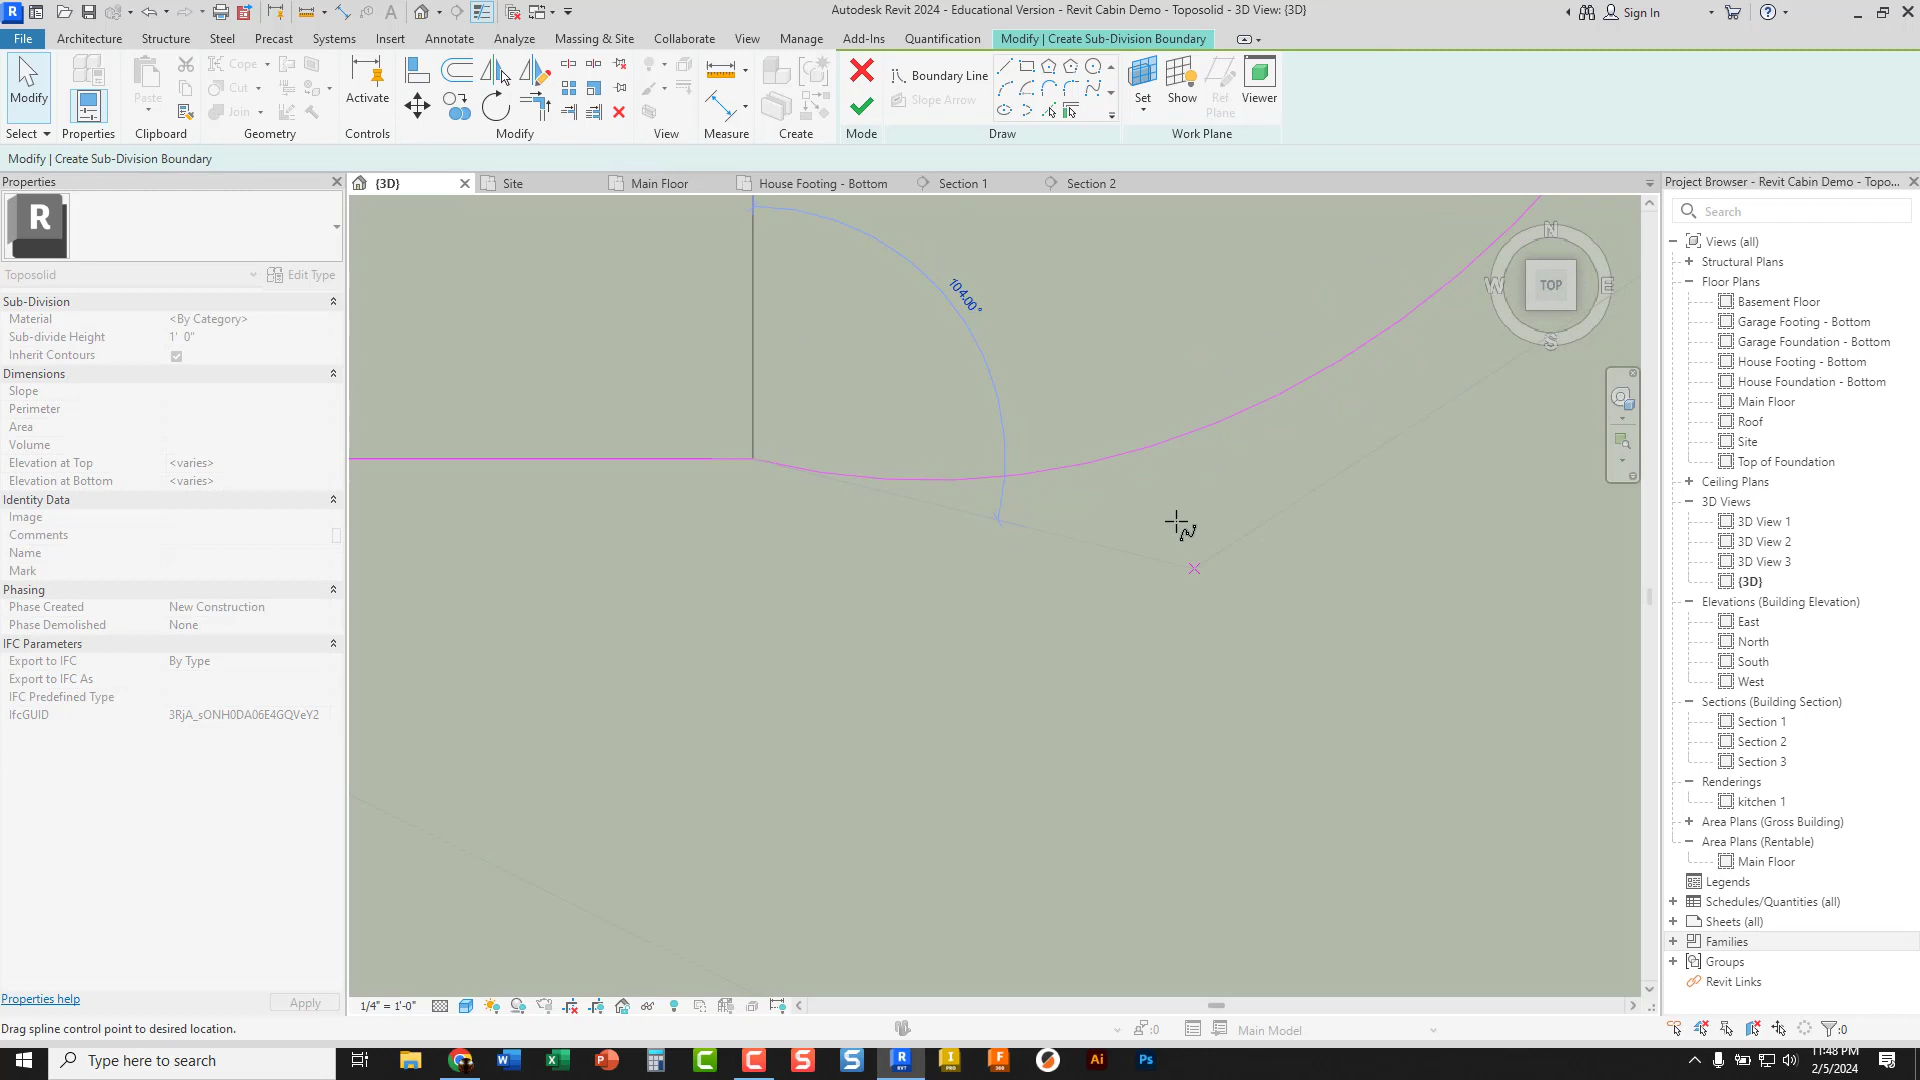 Autodesk Revit 2024 - Educational Version - Revit Cabin Demo - Toposolid - 3D View: {3D}
Sign In
File
Architecture
Structure
Steel
Precast
Systems
Insert
Annotate
Analyze
Massing & Site
Collaborate
View
Manage
Add-Ins
Quantification
Modify | Create Sub-Division Boundary
Modify
Paste
Cope
Cut
Join
Activate
Boundary Line
Slope Arrow
Set
Show
Ref
Plane
Viewer
Select
Properties
Clipboard
Geometry
Controls
Modify
View
Measure
Create
Mode
Draw
Work Plane
Modify | Create Sub-Division Boundary
Properties
{3D}
Site
Main Floor
House Footing - Bottom
Section 1
Section 2
Project Browser - Revit Cabin Demo - Topo...
R
Toposolid
Edit Type
Sub-Division
Material <By Category>
Sub-divide Height 1' 0"
Inherit Contours
Dimensions
Slope
Perimeter
Area
Volume
Elevation at Top <varies>
Elevation at Bottom <varies>
Identity Data
Image
Comments
Name
Mark
Phasing
Phase Created New Construction
Phase Demolished None
IFC Parameters
Export to IFC By Type
Export to IFC As
IFC Predefined Type
IfcGUID 3RjA_sONH0DA06E4GQVeY2
Properties help
Apply
104.00°
N
W
TOP
E
S
Search
Views (all)
Structural Plans
Floor Plans
Basement Floor
Garage Footing - Bottom
Garage Foundation - Bottom
House Footing - Bottom
House Foundation - Bottom
Main Floor
Roof
Site
Top of Foundation
Ceiling Plans
3D Views
3D View 1
3D View 2
3D View 3
{3D}
Elevations (Building Elevation)
East
North
South
West
Sections (Building Section)
Section 1
Section 2
Section 3
Renderings
kitchen 1
Area Plans (Gross Building)
Area Plans (Rentable)
Main Floor
Legends
Schedules/Quantities (all)
Sheets (all)
Families
Groups
Revit Links
1/4" = 1'-0"
Drag spline control point to desired location.
:0
Main Model
:0
Type here to search
11:48 PM
2/5/2024